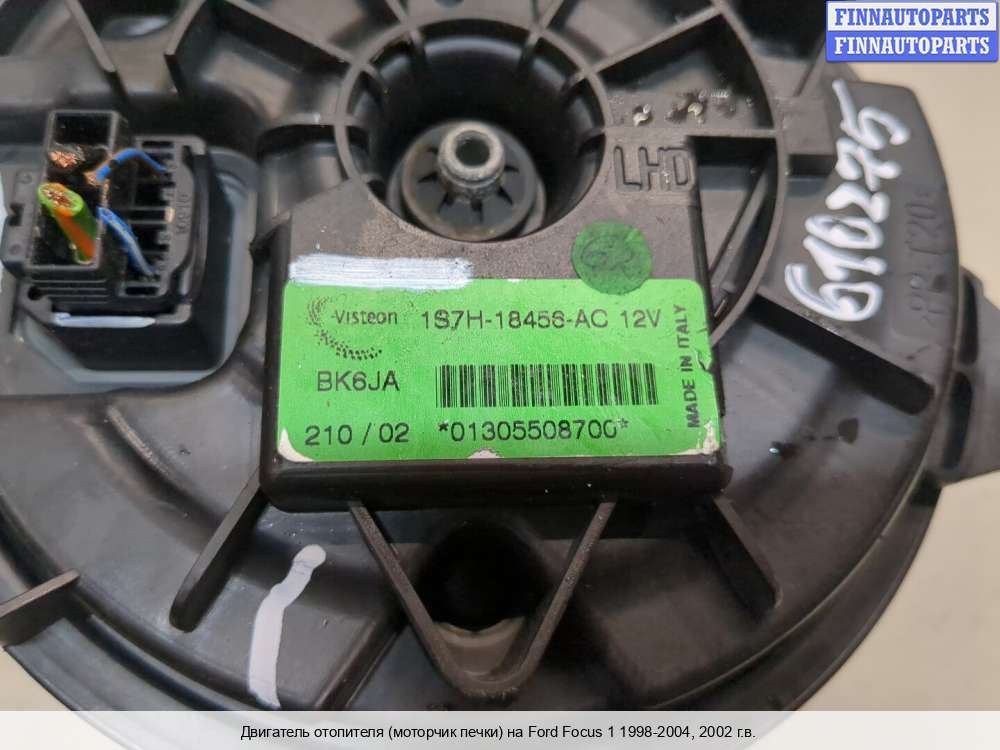 FINNAUTOPARTS
FINNAUTOPARTS
LHD
6TD275
Visteon 1S7H-18456-AC 12V
BK6JA
MADE IN ITALY
210 / 02 *01305508700*
Двигатель отопителя (моторчик печки) на Ford Focus 1 1998-2004, 2002 г.в.